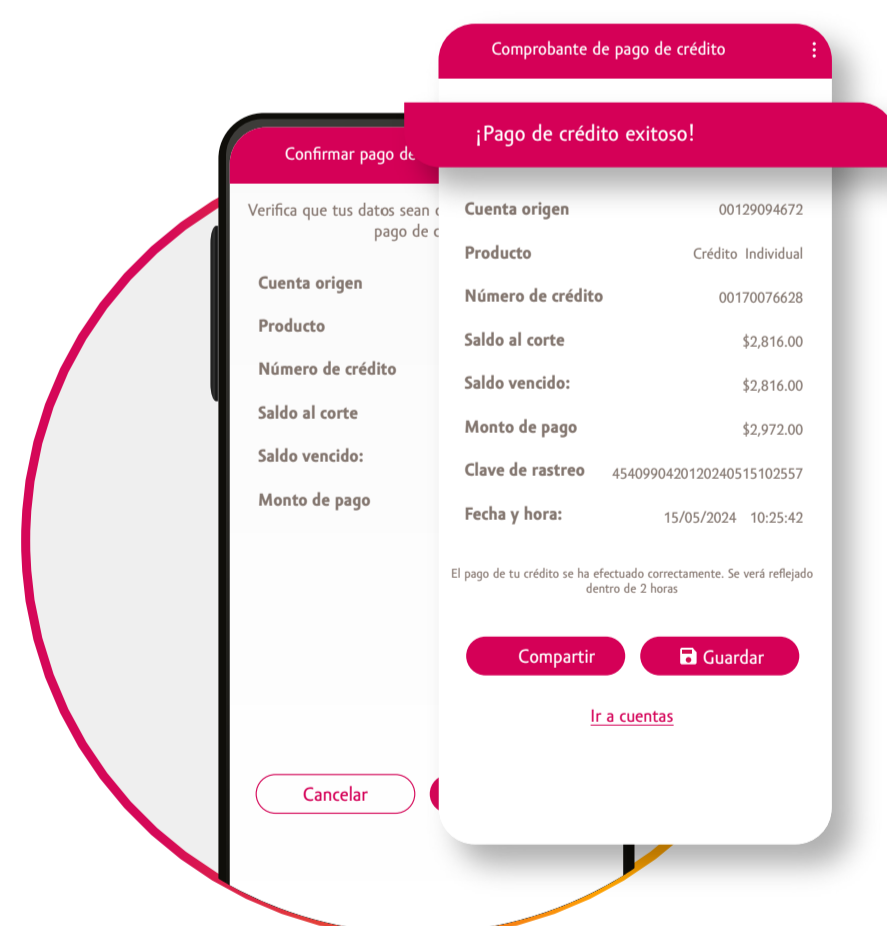 Comprobante de pago de crédito
¡Pago de crédito exitoso!
Cuenta origen 00129094672
Producto Crédito Individual
Número de crédito 00170076628
Saldo al corte $2,816.00
Saldo vencido: $2,816.00
Monto de pago $2,972.00
Clave de rastreo 4540990420120240515102557
Fecha y hora: 15/05/2024 10:25:42
El pago de tu crédito se ha efectuado correctamente. Se verá reflejado
dentro de 2 horas
Compartir Guardar
Ir a cuentas
Confirmar pago de
Verifica que tus datos sean
pago de
Cuenta origen
Producto
Número de crédito
Saldo al corte
Saldo vencido:
Monto de pago
Cancelar